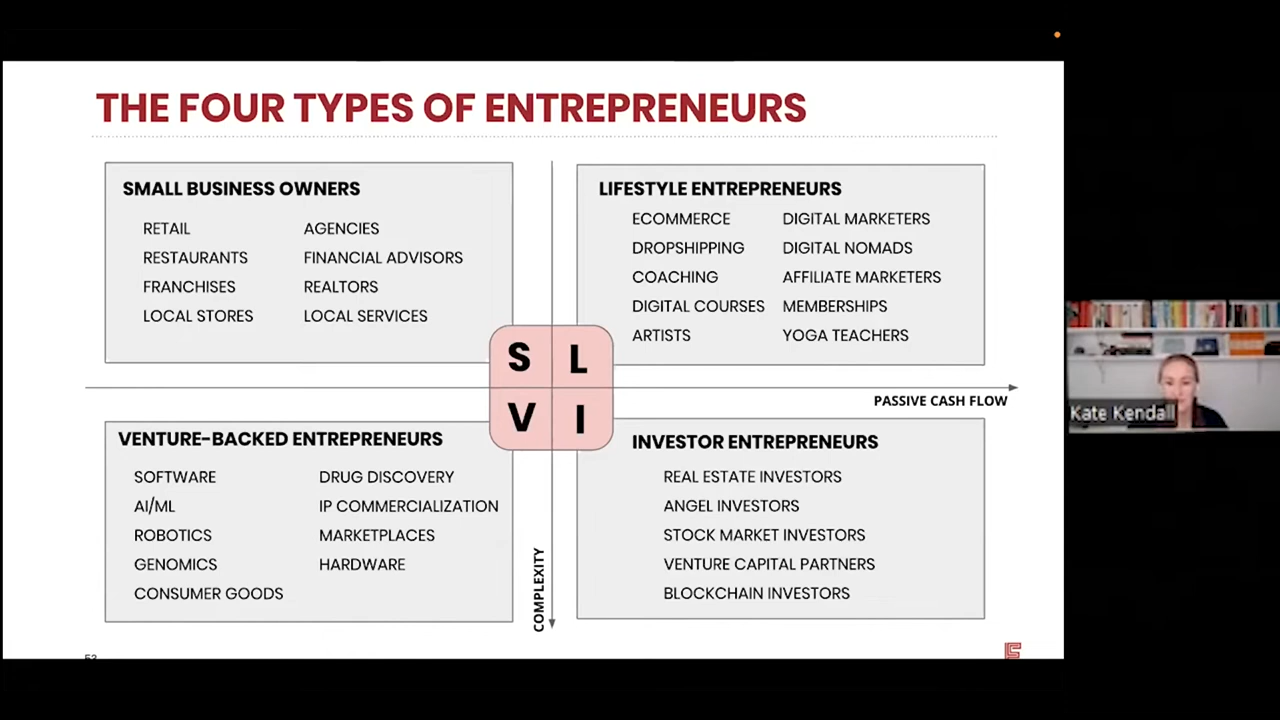 THE FOUR TYPES OF ENTREPRENEURS
SMALL BUSINESS OWNERS
RETAIL
RESTAURANTS
FRANCHISES
LOCAL STORES
AGENCIES
FINANCIAL ADVISORS
REALTORS
LOCAL SERVICES
LIFESTYLE ENTREPRENEURS
ECOMMERCE
DROPSHIPPING
COACHING
DIGITAL COURSES
ARTISTS
DIGITAL MARKETERS
DIGITAL NOMADS
AFFILIATE MARKETERS
MEMBERSHIPS
YOGA TEACHERS
S L
V I
PASSIVE CASH FLOW
VENTURE-BACKED ENTREPRENEURS
SOFTWARE
AI/ML
ROBOTICS
GENOMICS
CONSUMER GOODS
DRUG DISCOVERY
IP COMMERCIALIZATION
MARKETPLACES
HARDWARE
COMPLEXITY
INVESTOR ENTREPRENEURS
REAL ESTATE INVESTORS
ANGEL INVESTORS
STOCK MARKET INVESTORS
VENTURE CAPITAL PARTNERS
BLOCKCHAIN INVESTORS
Kate Kendall